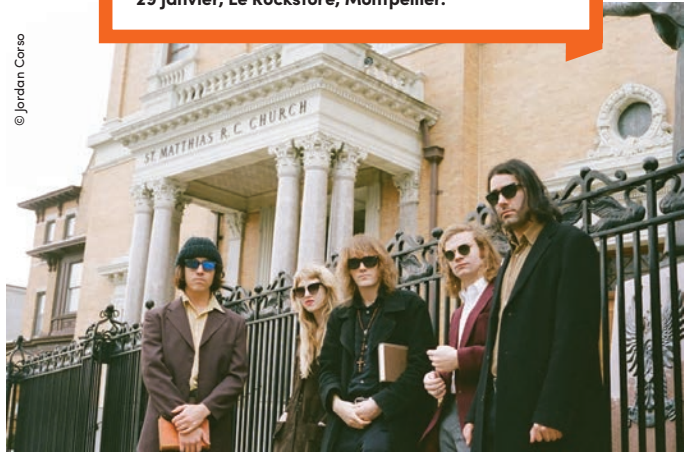 29 janvier, Le Rockstore, Montpellier.
© Jordan Corso
ST. MATTHIAS R. C. CHURCH